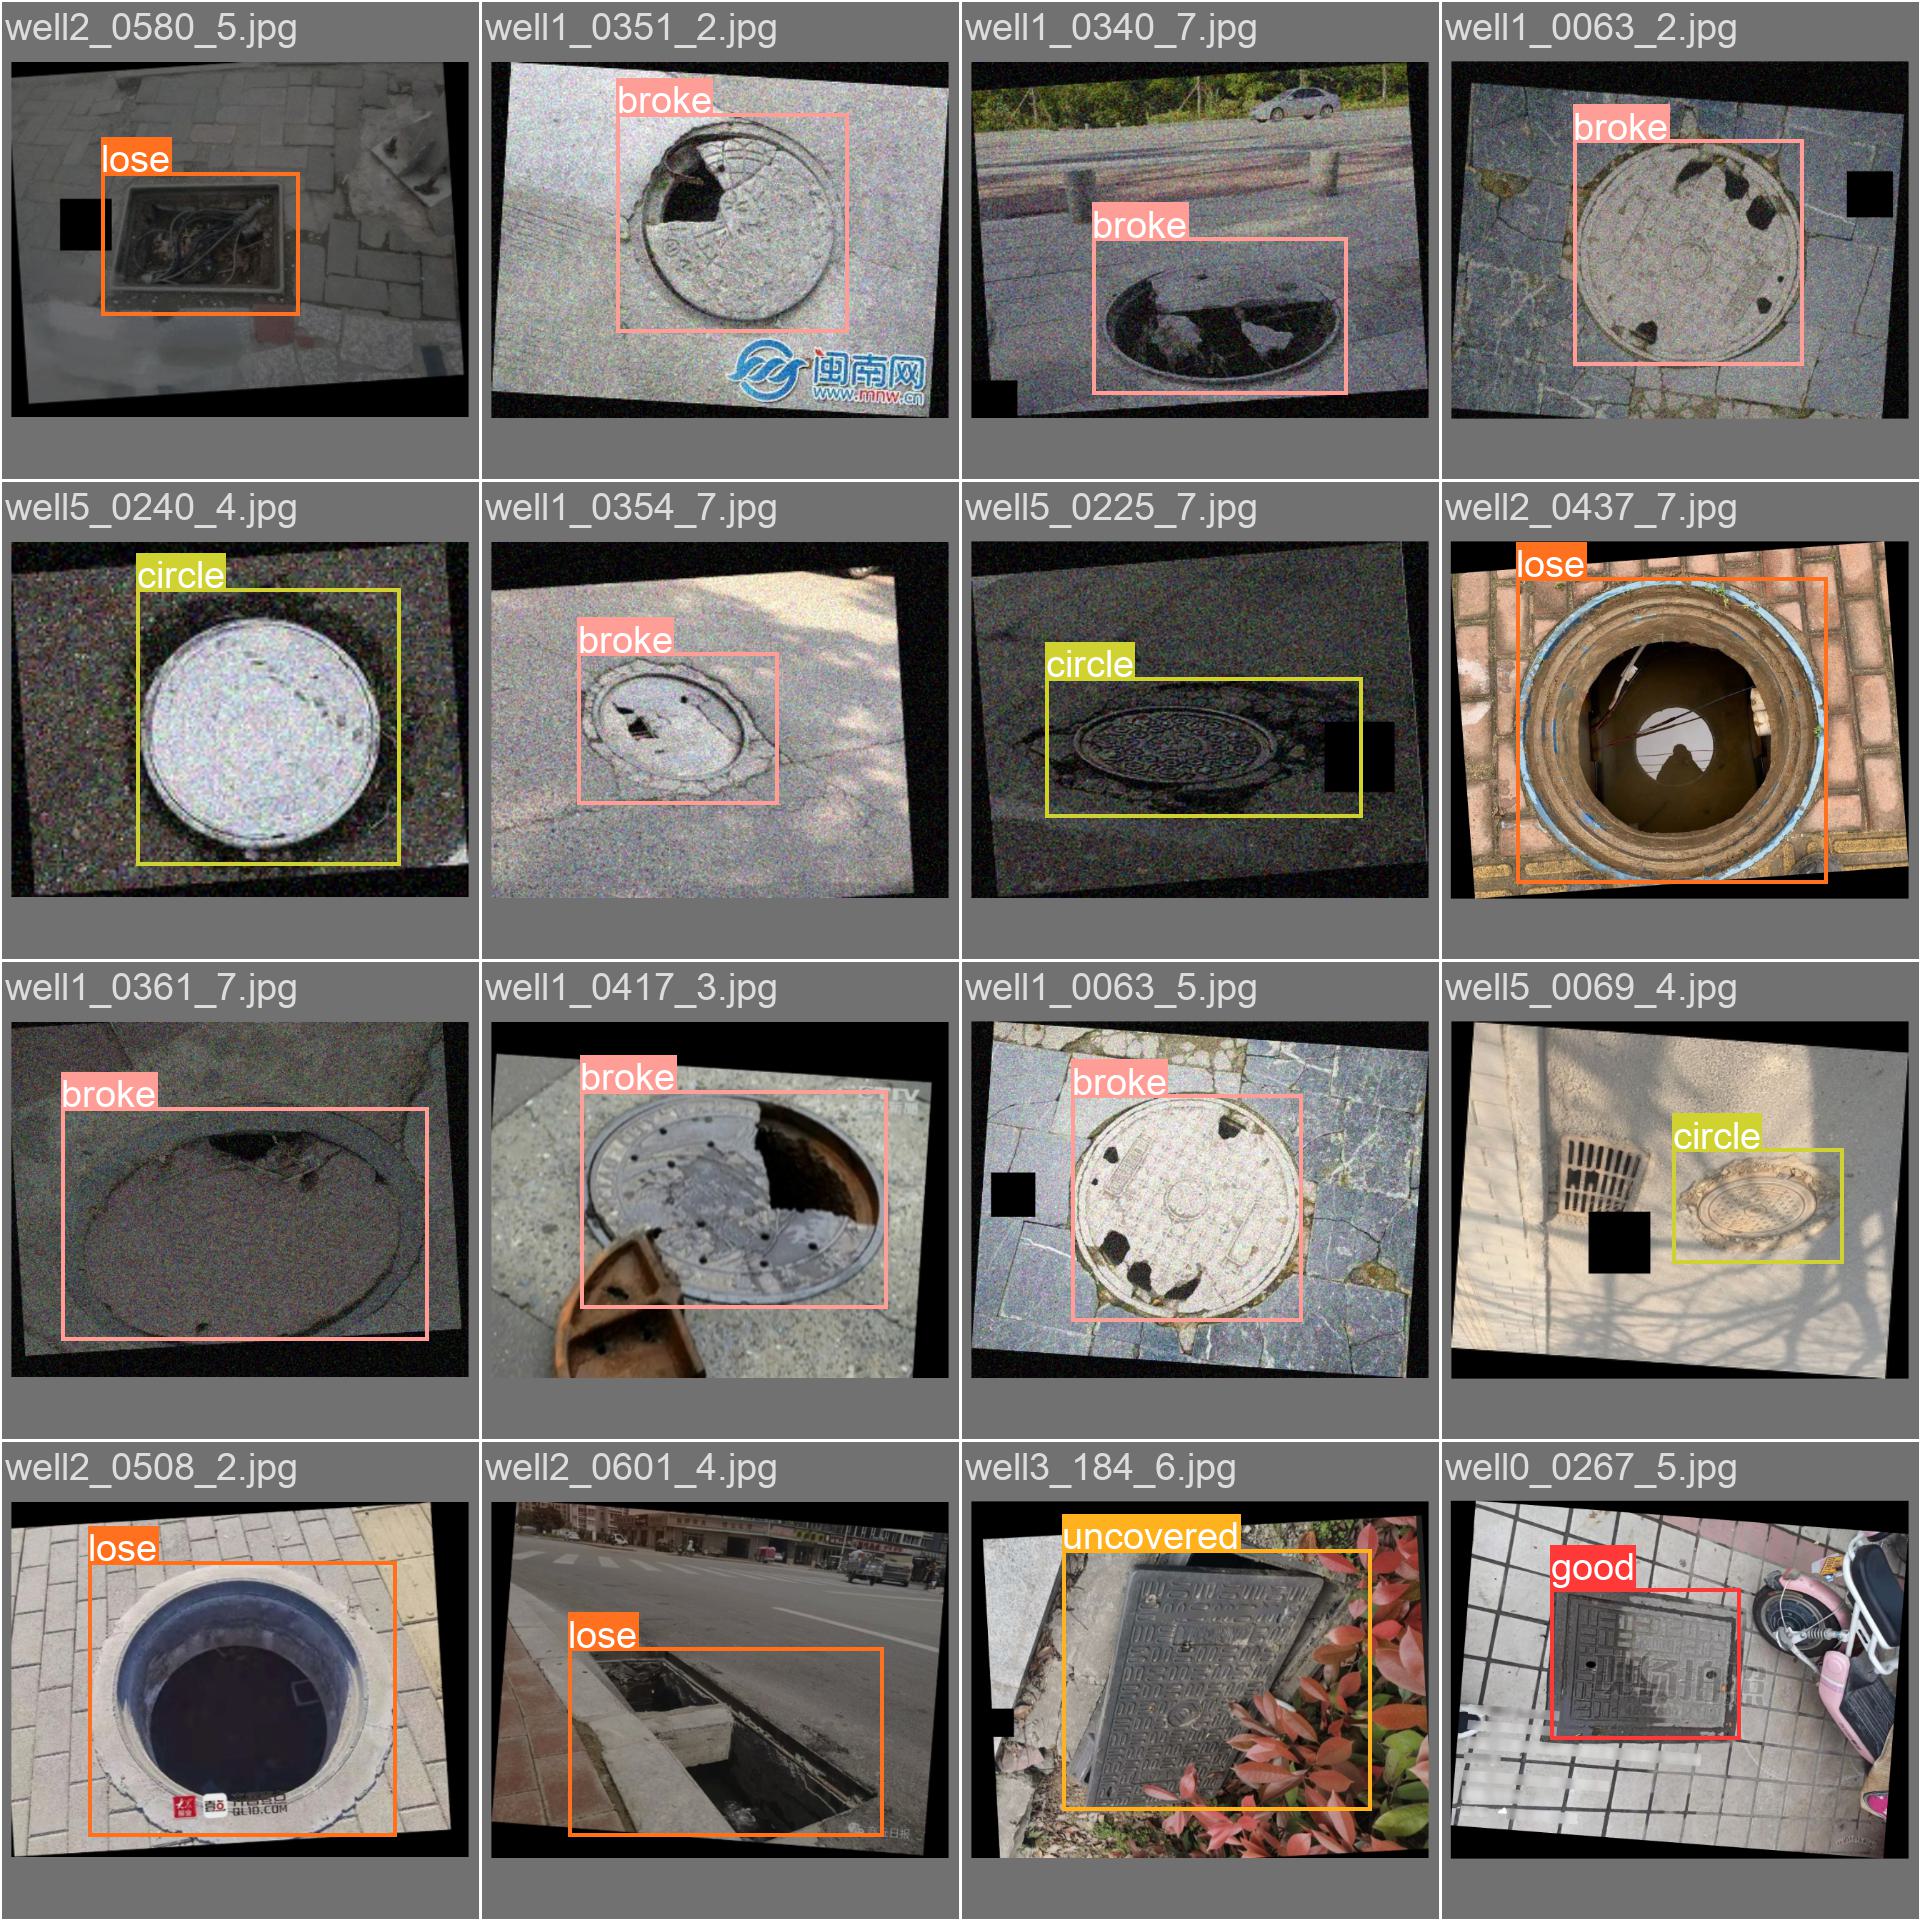 well2_0580_5.jpg
well1_0351_2.jpg
well1_0340_7.jpg
well1_0063_2.jpg
lose
broke
broke
broke
闽南网
www.mnw.cn
well5_0240_4.jpg
well1_0354_7.jpg
well5_0225_7.jpg
well2_0437_7.jpg
circle
broke
circle
lose
well1_0361_7.jpg
well1_0417_3.jpg
well1_0063_5.jpg
well5_0069_4.jpg
broke
broke
broke
circle
well2_0508_2.jpg
well2_0601_4.jpg
well3_184_6.jpg
well0_0267_5.jpg
lose
lose
uncovered
good
QL1D.COM